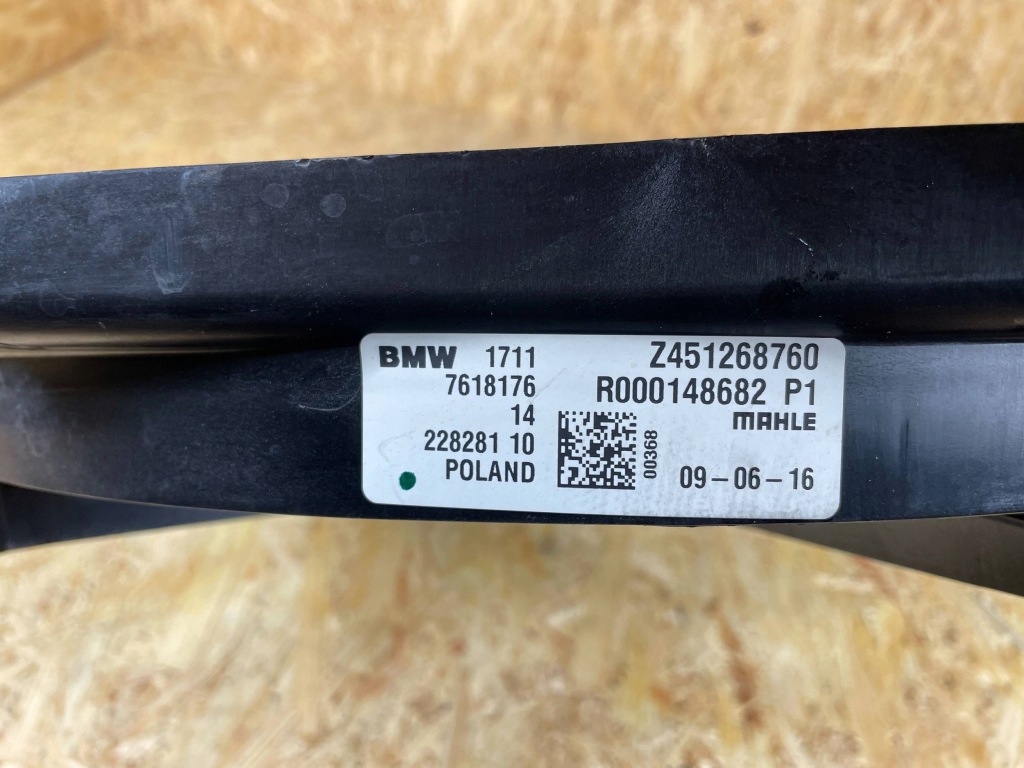 BMW 1711
7618176
14
228281 10
POLAND
Z451268760
R000148682 P1
MAHLE
00368
09-06-16